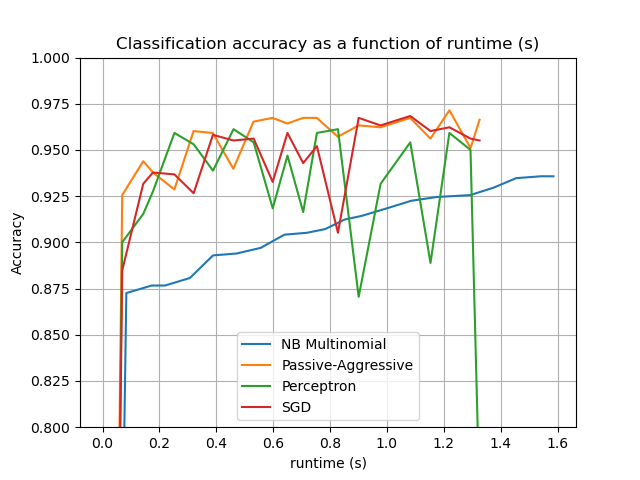 Classification accuracy as a function of runtime (s)
1.000
0.975
0.950
0.925
0.900
0.875
0.850
0.825
0.800
Accuracy
NB Multinomial
Passive-Aggressive
Perceptron
SGD
0.0 0.2 0.4 0.6 0.8 1.0 1.2 1.4 1.6
runtime (s)